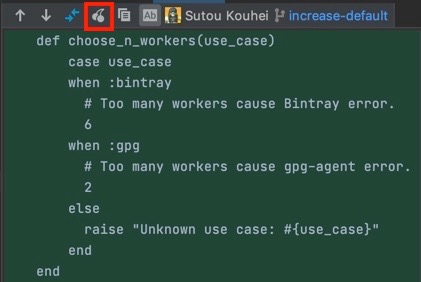 Ab Sutou Kouhei increase-default
def choose_n_workers(use_case)
case use_case
when :bintray
# Too many workers cause Bintray error.
6
when :gpg
# Too many workers cause gpg-agent error.
2
else
raise "Unknown use case: #{use_case}"
end
end